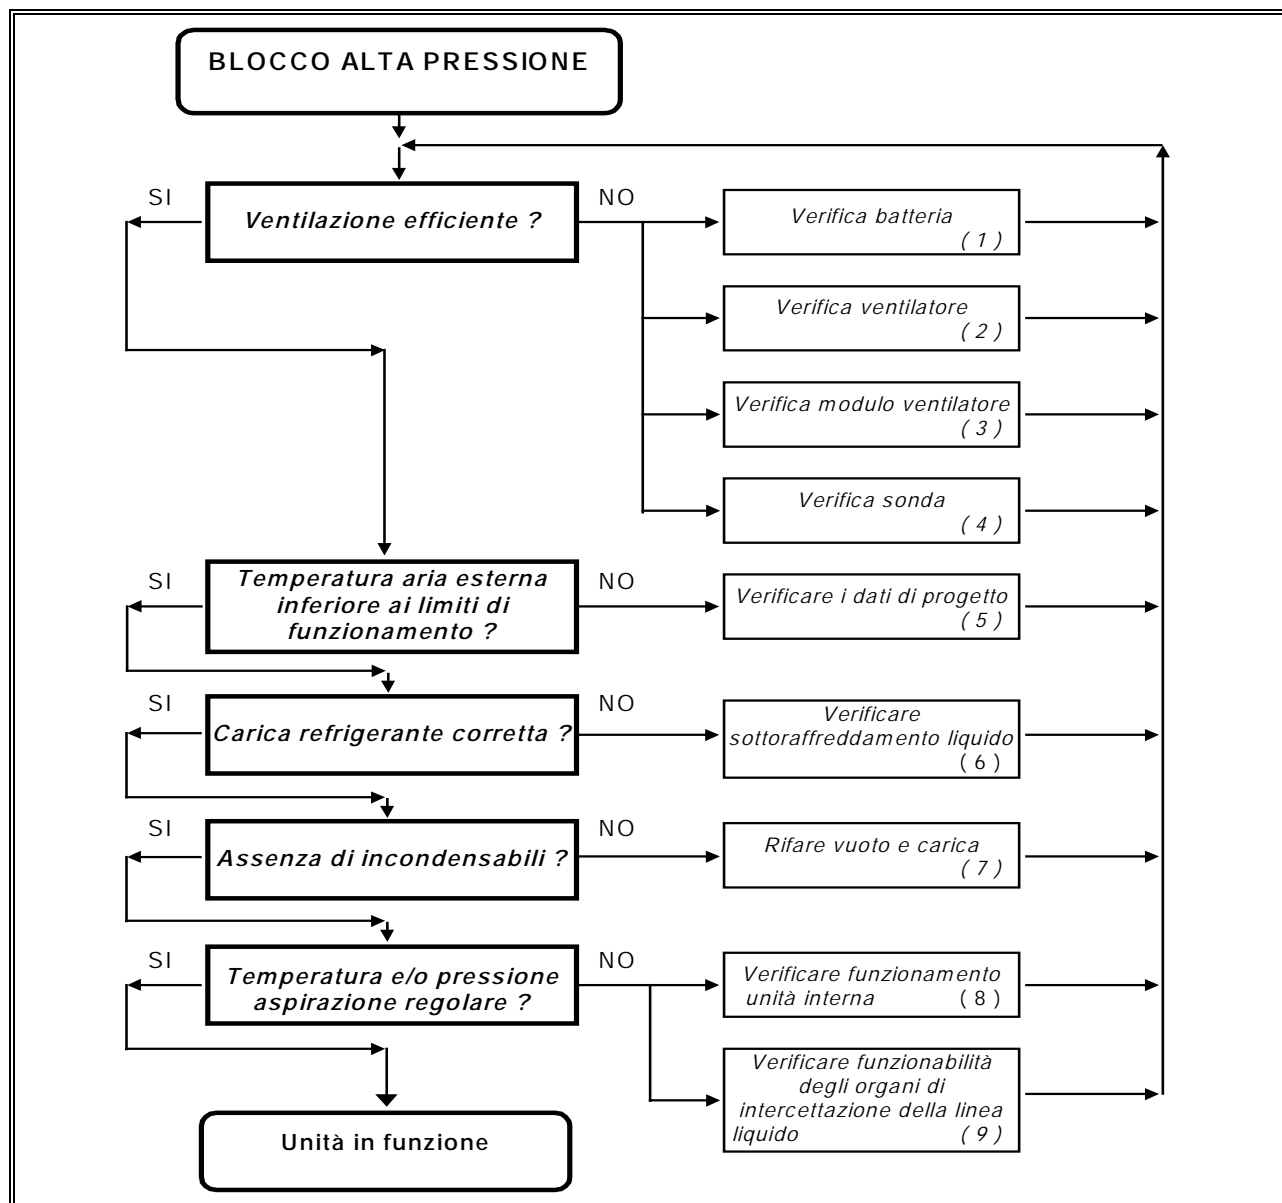 BLOCCO ALTA PRESSIONE
SI
Ventilazione efficiente ?
NO
Verifica batteria
( 1 )
Verifica ventilatore
( 2 )
Verifica modulo ventilatore
( 3 )
Verifica sonda
( 4 )
SI
Temperatura aria esterna
inferiore ai limiti di
funzionamento ?
NO
Verificare i dati di progetto
( 5 )
SI
Carica refrigerante corretta ?
NO
Verificare
sottoraffreddamento liquido
( 6 )
SI
Assenza di incondensabili ?
NO
Rifare vuoto e carica
( 7 )
SI
Temperatura e/o pressione
aspirazione regolare ?
NO
Verificare funzionamento
unità interna ( 8 )
Verificare funzionabilità
degli organi di
intercettazione della linea
liquido ( 9 )
Unità in funzione